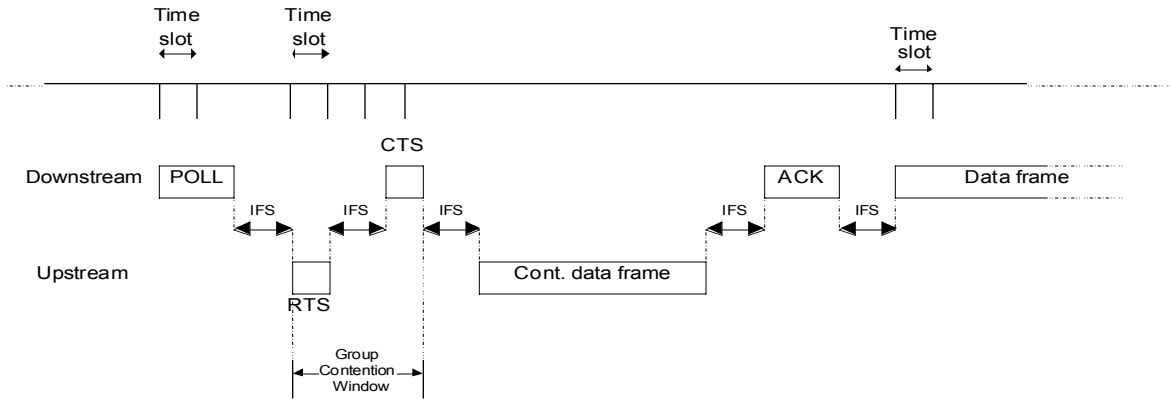 Time
slot
Time
slot
Time
slot
CTS
Downstream
POLL
ACK
Data frame
IFS
IFS
IFS
IFS
IFS
Upstream
Cont. data frame
RTS
Group
Contention
Window